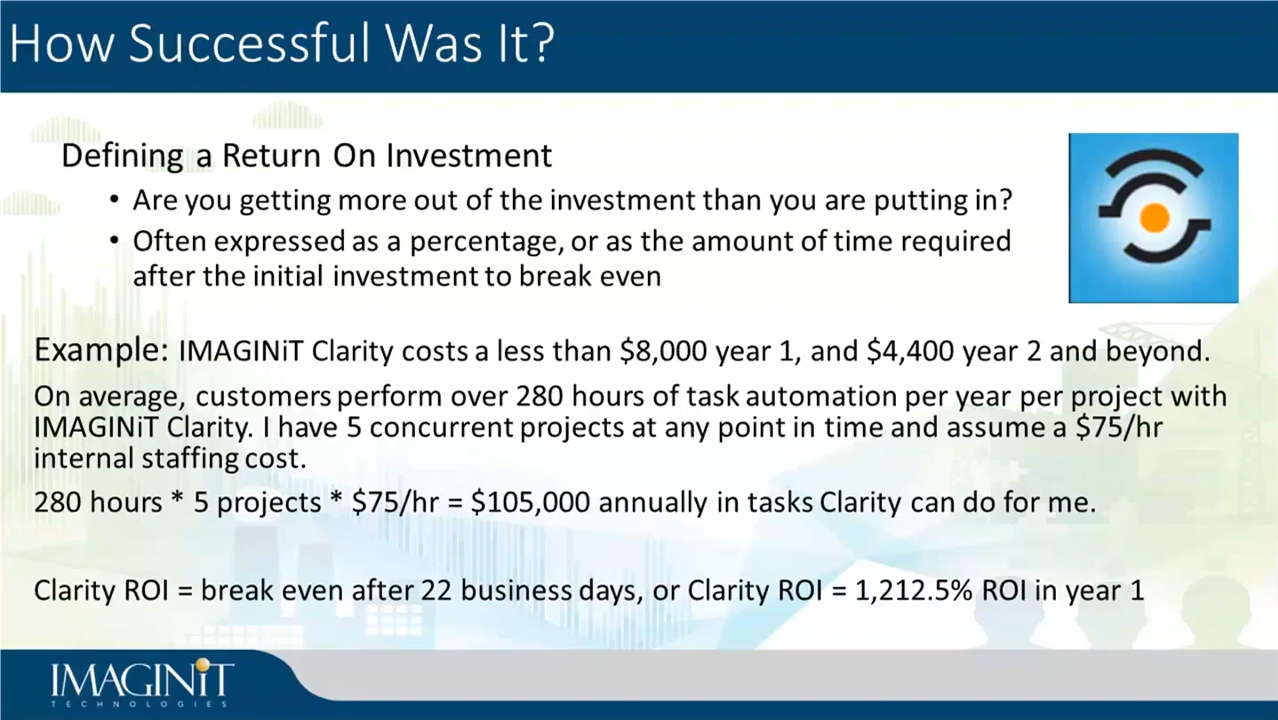 How Successful Was It?
Defining a Return On Investment
• Are you getting more out of the investment than you are putting in?
• Often expressed as a percentage, or as the amount of time required
after the initial investment to break even
Example: IMAGINiT Clarity costs a less than $8,000 year 1, and $4,400 year 2 and beyond.
On average, customers perform over 280 hours of task automation per year per project with
IMAGINiT Clarity. I have 5 concurrent projects at any point in time and assume a $75/hr
internal staffing cost.
280 hours * 5 projects * $75/hr = $105,000 annually in tasks Clarity can do for me.
Clarity ROI = break even after 22 business days, or Clarity ROI = 1,212.5% ROI in year 1
IMAGINiT
TECHNOLOGIES